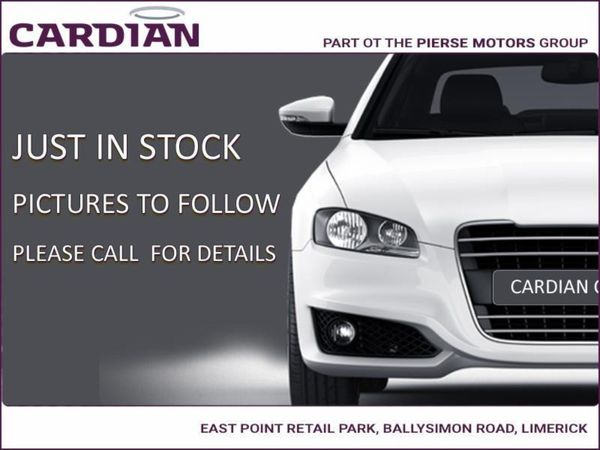 CARDIAN
PART OT THE PIERSE MOTORS GROUP
JUST IN STOCK
PICTURES TO FOLLOW
PLEASE CALL FOR DETAILS
CARDIAN
EAST POINT RETAIL PARK, BALLYSIMON ROAD, LIMERICK